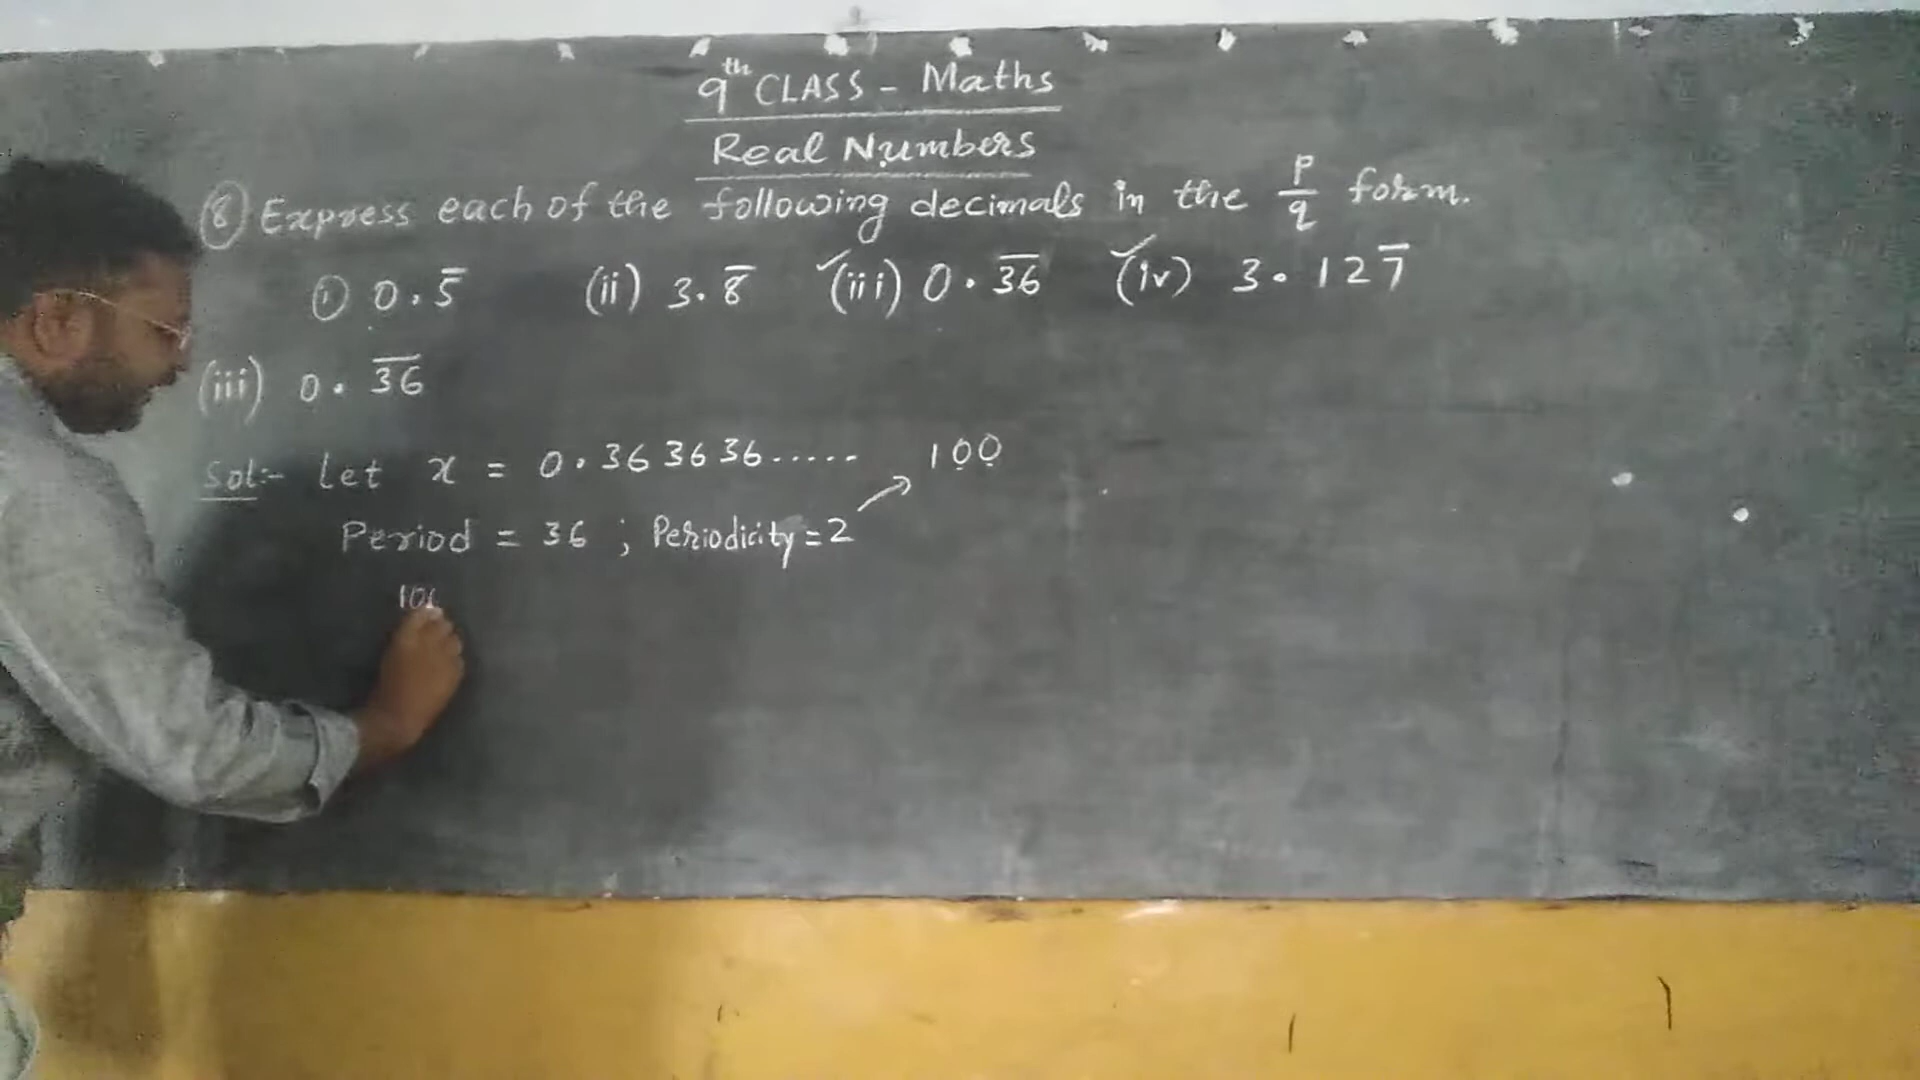 9th CLASS - Maths
Real Numbers
⑧ Express each of the following decimals in the p/q form.
① 0.5̅ (ii) 3.8̅ (iii) 0.3̅6̅ (iv) 3.127̅
(iii) 0.3̅6̅
Sol:- Let x = 0.363636..... 100
Period = 36 ; Periodicity = 2
100